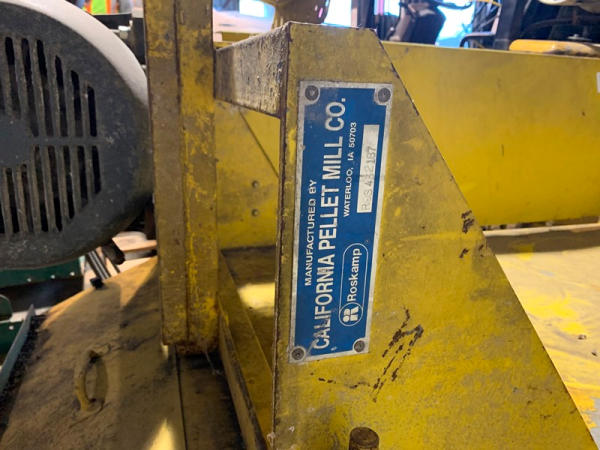 MANUFACTURED BY
CALIFORNIA PELLET MILL CO.
WATERLOO, IA 50703
Roskamp